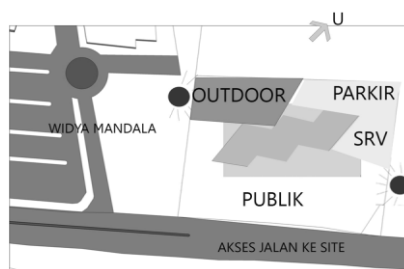 U
OUTDOOR
PARKIR
WIDYA MANDALA
SRV
PUBLIK
AKSES JALAN KE SITE